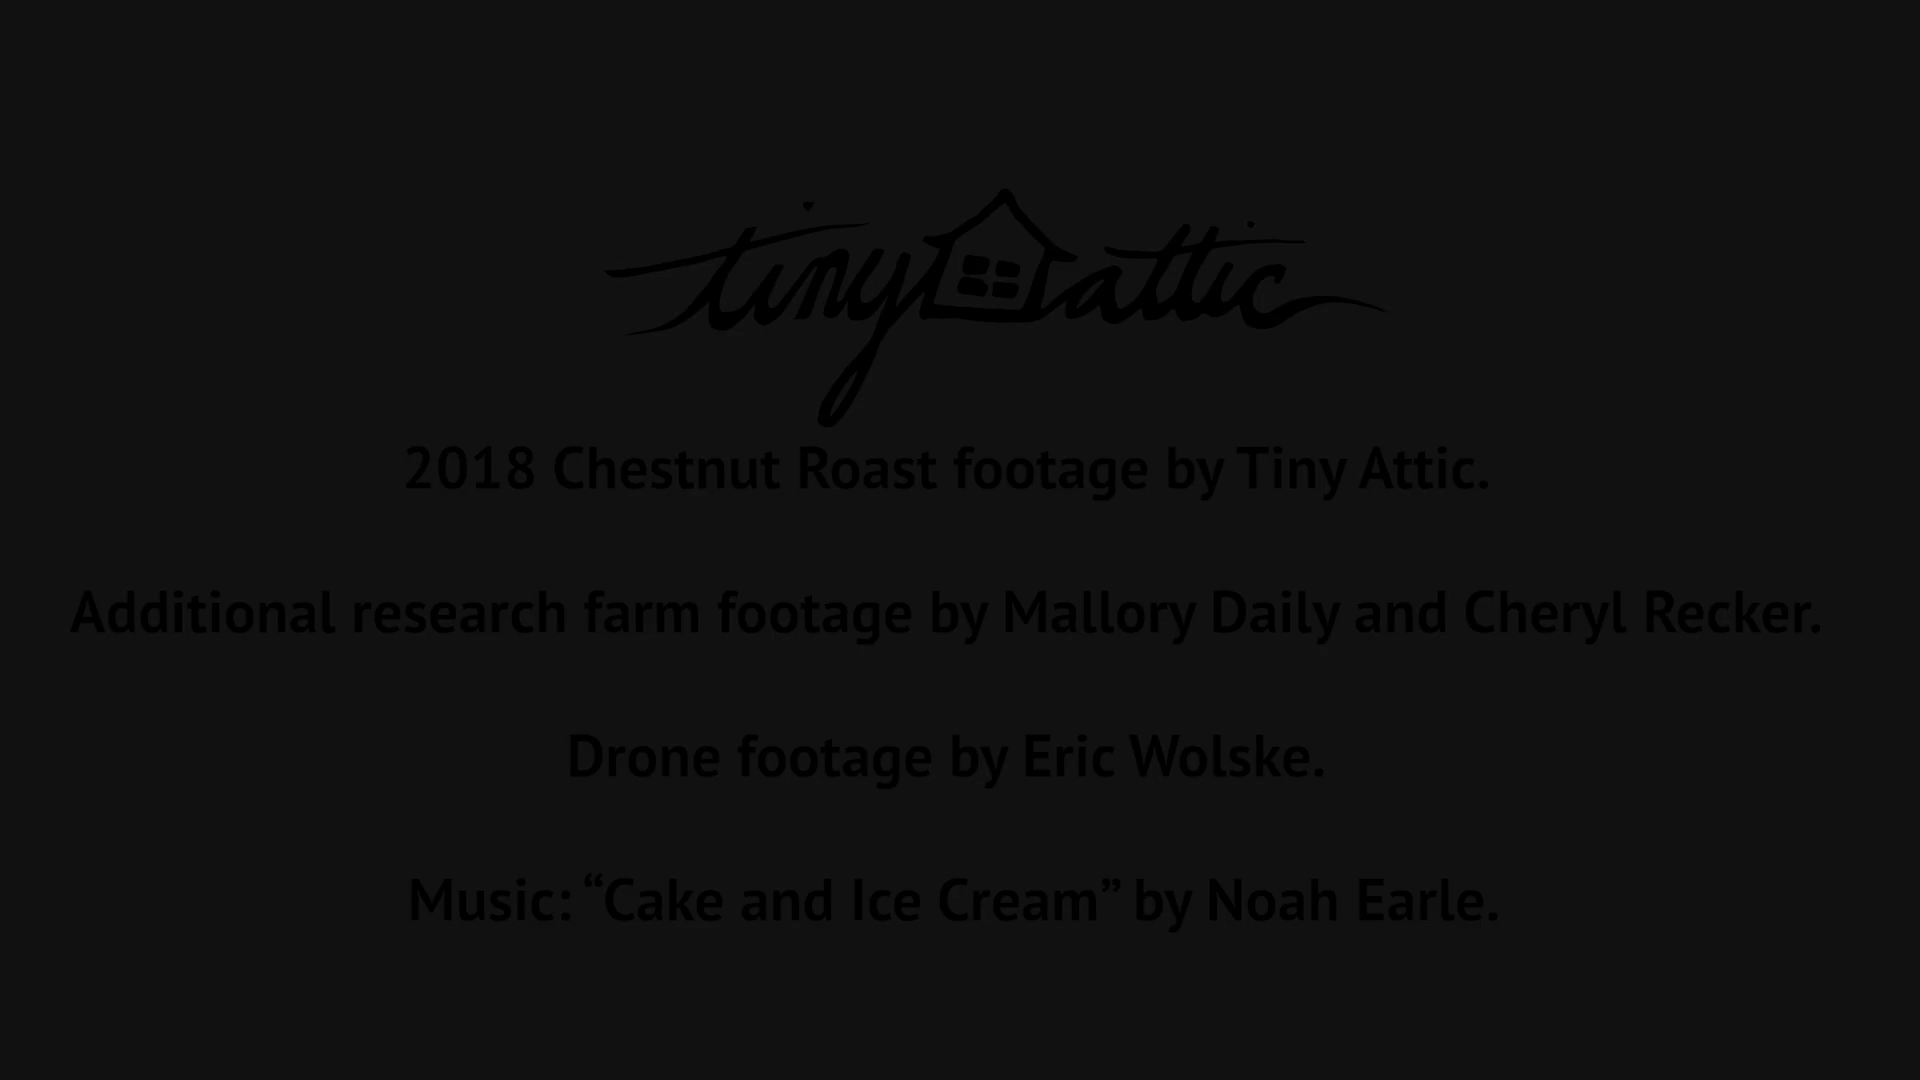 tiny attic
2018 Chestnut Roast footage by Tiny Attic.
Additional research farm footage by Mallory Daily and Cheryl Recker.
Drone footage by Eric Wolske.
Music: “Cake and Ice Cream” by Noah Earle.